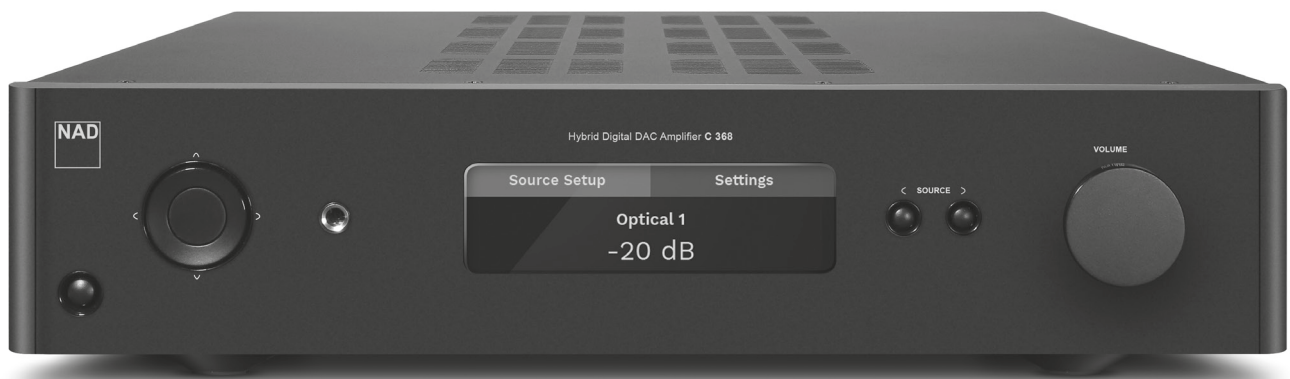 NAD
Hybrid Digital DAC Amplifier C 368
VOLUME
Source Setup
Settings
SOURCE
Optical 1
-20 dB